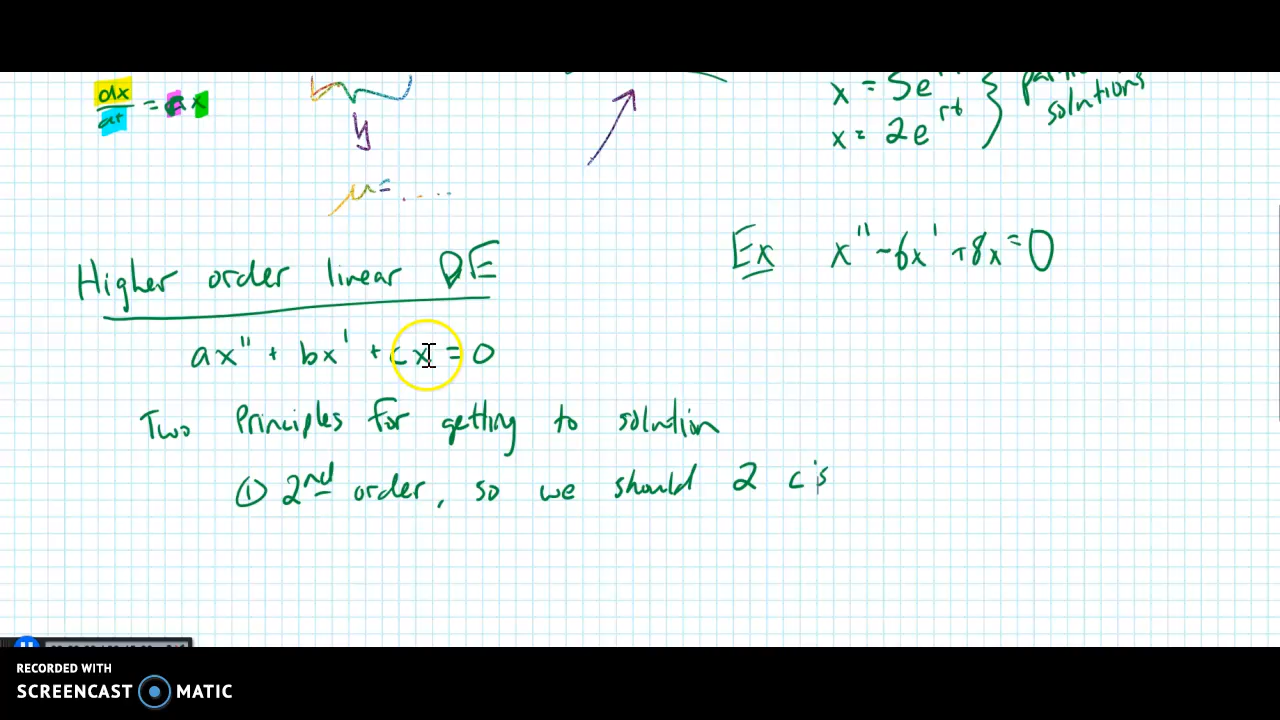 dx
dt = a x
y
μ = . . . .
x = 5e
x = 2e^rt
solutions
Ex x'' - 6x' + 8x = 0
Higher order linear DE
ax'' + bx' + cx = 0
Two Principles for getting to solution
① 2nd order, so we should 2 c's
RECORDED WITH
SCREENCAST MATIC